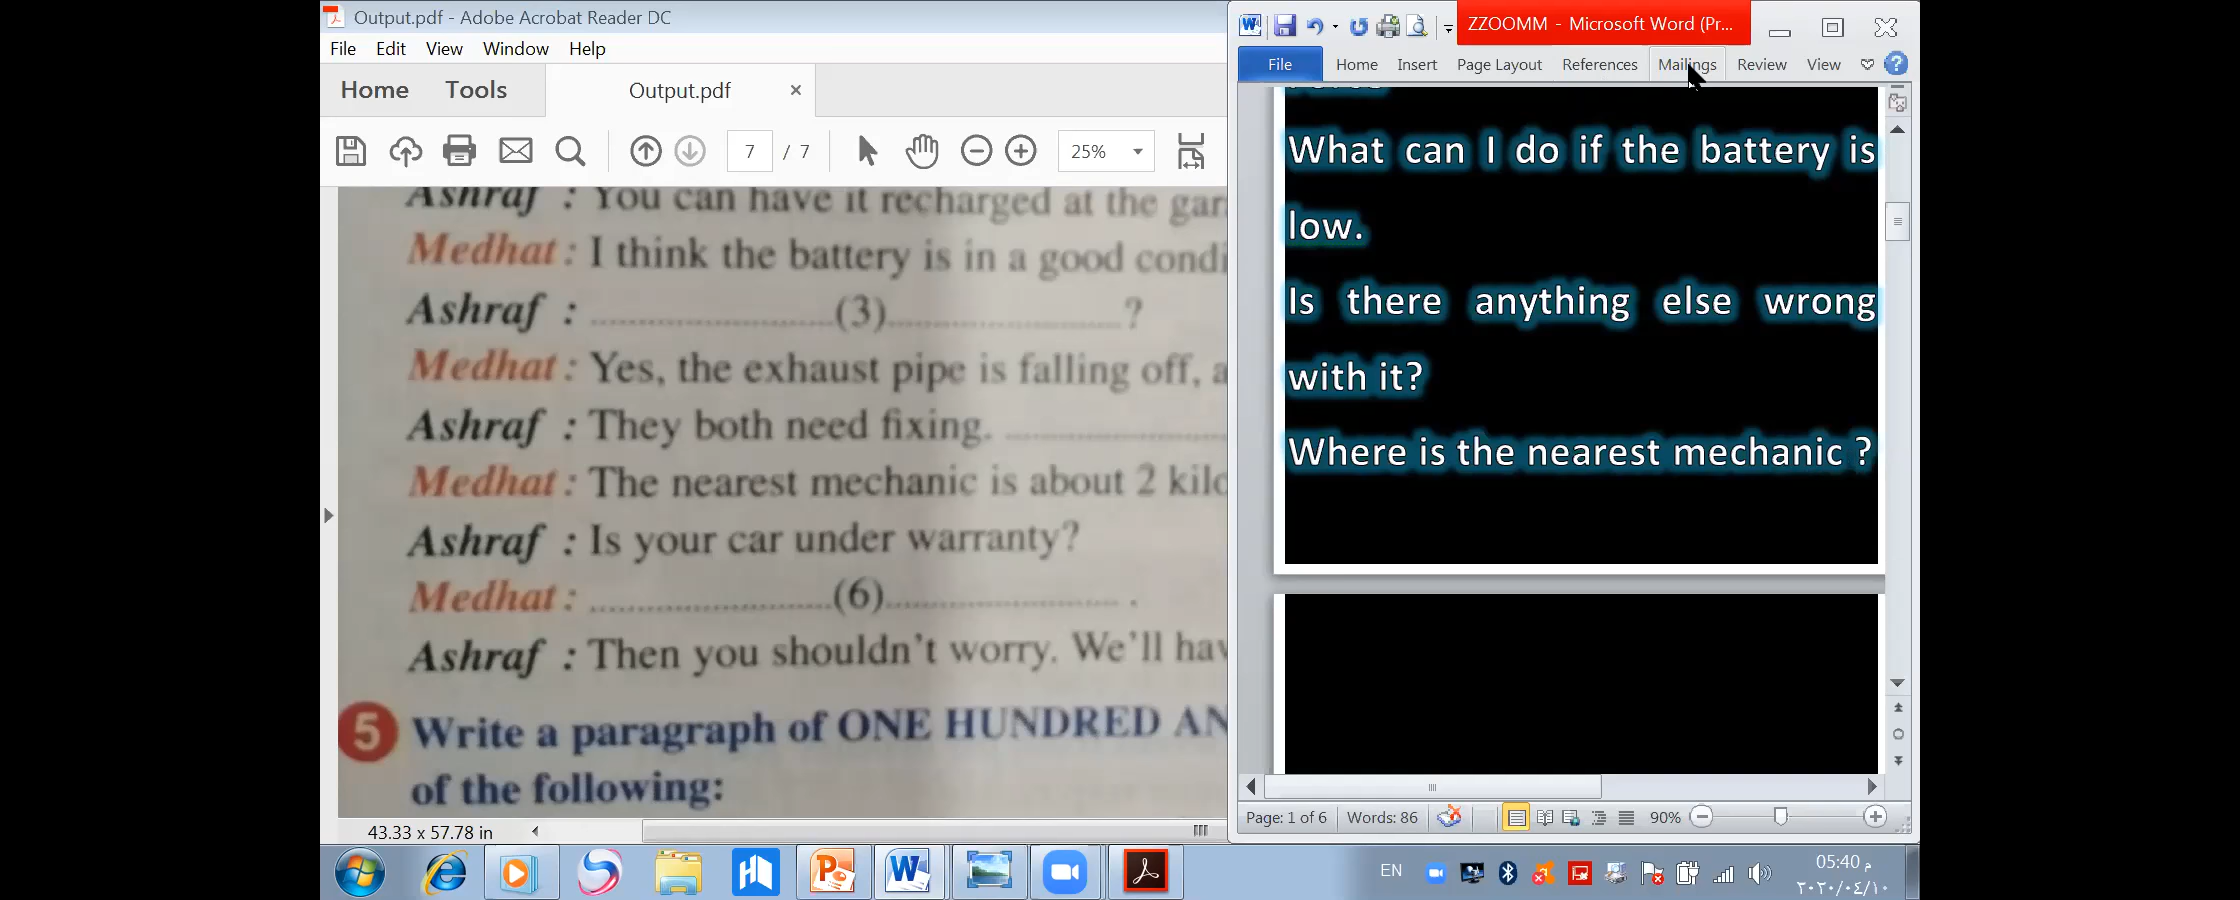 Output.pdf - Adobe Acrobat Reader DC
File Edit View Window Help
Home Tools Output.pdf ×
7 / 7 25%
Ashraf : You can have it recharged at the gar
Medhat : I think the battery is in a good condi
Ashraf : ........................(3)........................?
Medhat : Yes, the exhaust pipe is falling off, a
Ashraf : They both need fixing. ........................
Medhat : The nearest mechanic is about 2 kilo
Ashraf : Is your car under warranty?
Medhat : ........................(6)........................ .
Ashraf : Then you shouldn't worry. We'll hav
5 Write a paragraph of ONE HUNDRED AN
of the following:
43.33 x 57.78 in
ZZOOMM - Microsoft Word (Pr...
File Home Insert Page Layout References Mailings Review View
What can I do if the battery is
low.
Is there anything else wrong
with it?
Where is the nearest mechanic ?
Page: 1 of 6 Words: 86 90%
EN
05:40 م
٢٠٢٠/٠٤/١٠